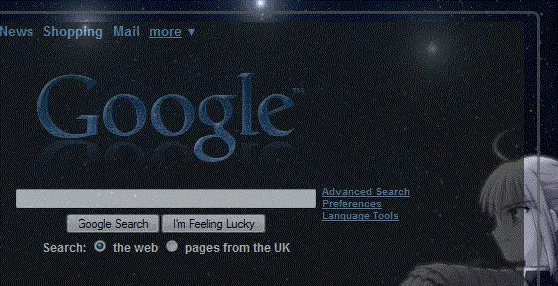 News Shopping Mail more ▼
Google™
Advanced Search
Preferences
Language Tools
Google Search I'm Feeling Lucky
Search: the web pages from the UK